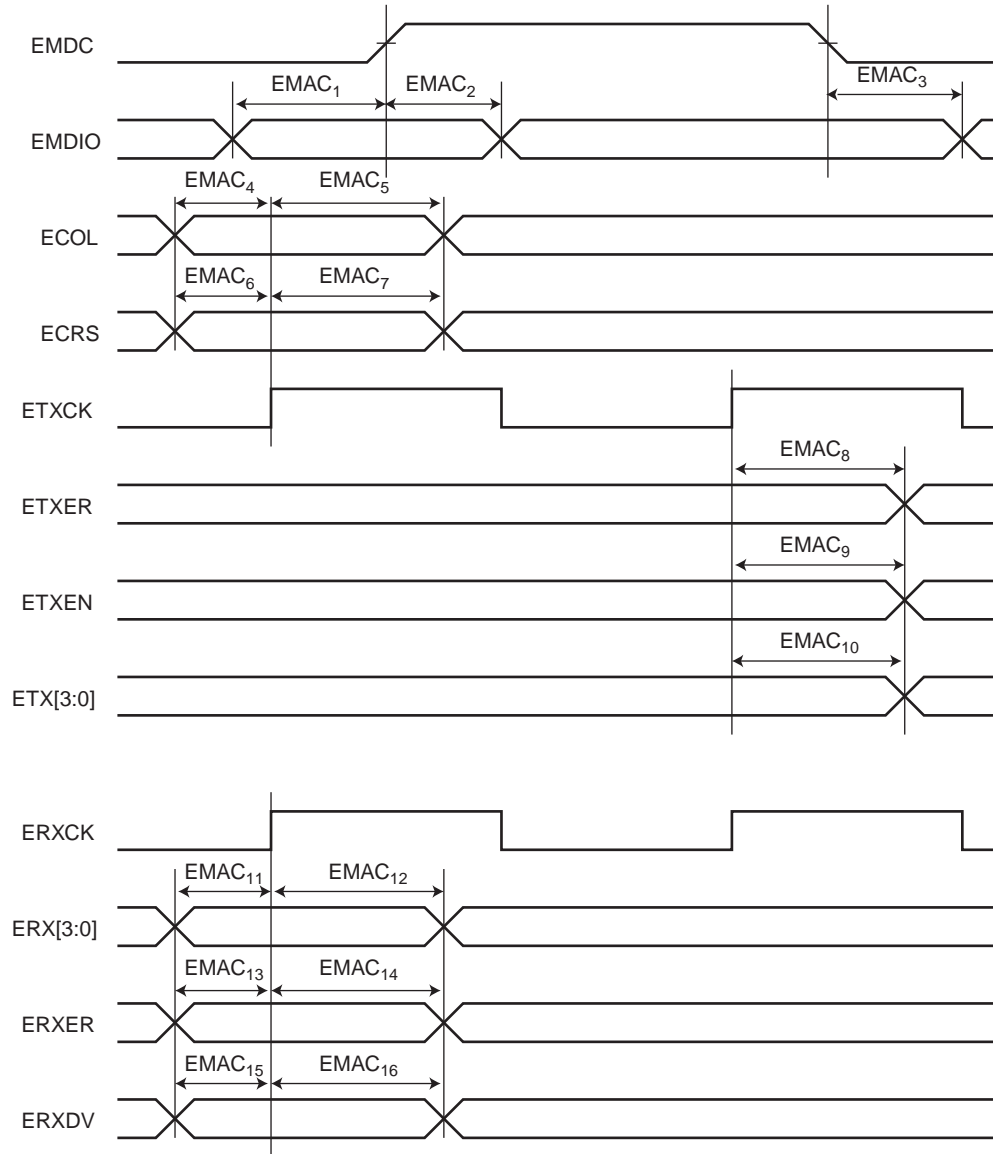 EMDC
EMAC₁ EMAC₂ EMAC₃
EMDIO
EMAC₄ EMAC₅
ECOL
EMAC₆ EMAC₇
ECRS
ETXCK
EMAC₈
ETXER
EMAC₉
ETXEN
EMAC₁₀
ETX[3:0]
ERXCK
EMAC₁₁ EMAC₁₂
ERX[3:0]
EMAC₁₃ EMAC₁₄
ERXER
EMAC₁₅ EMAC₁₆
ERXDV